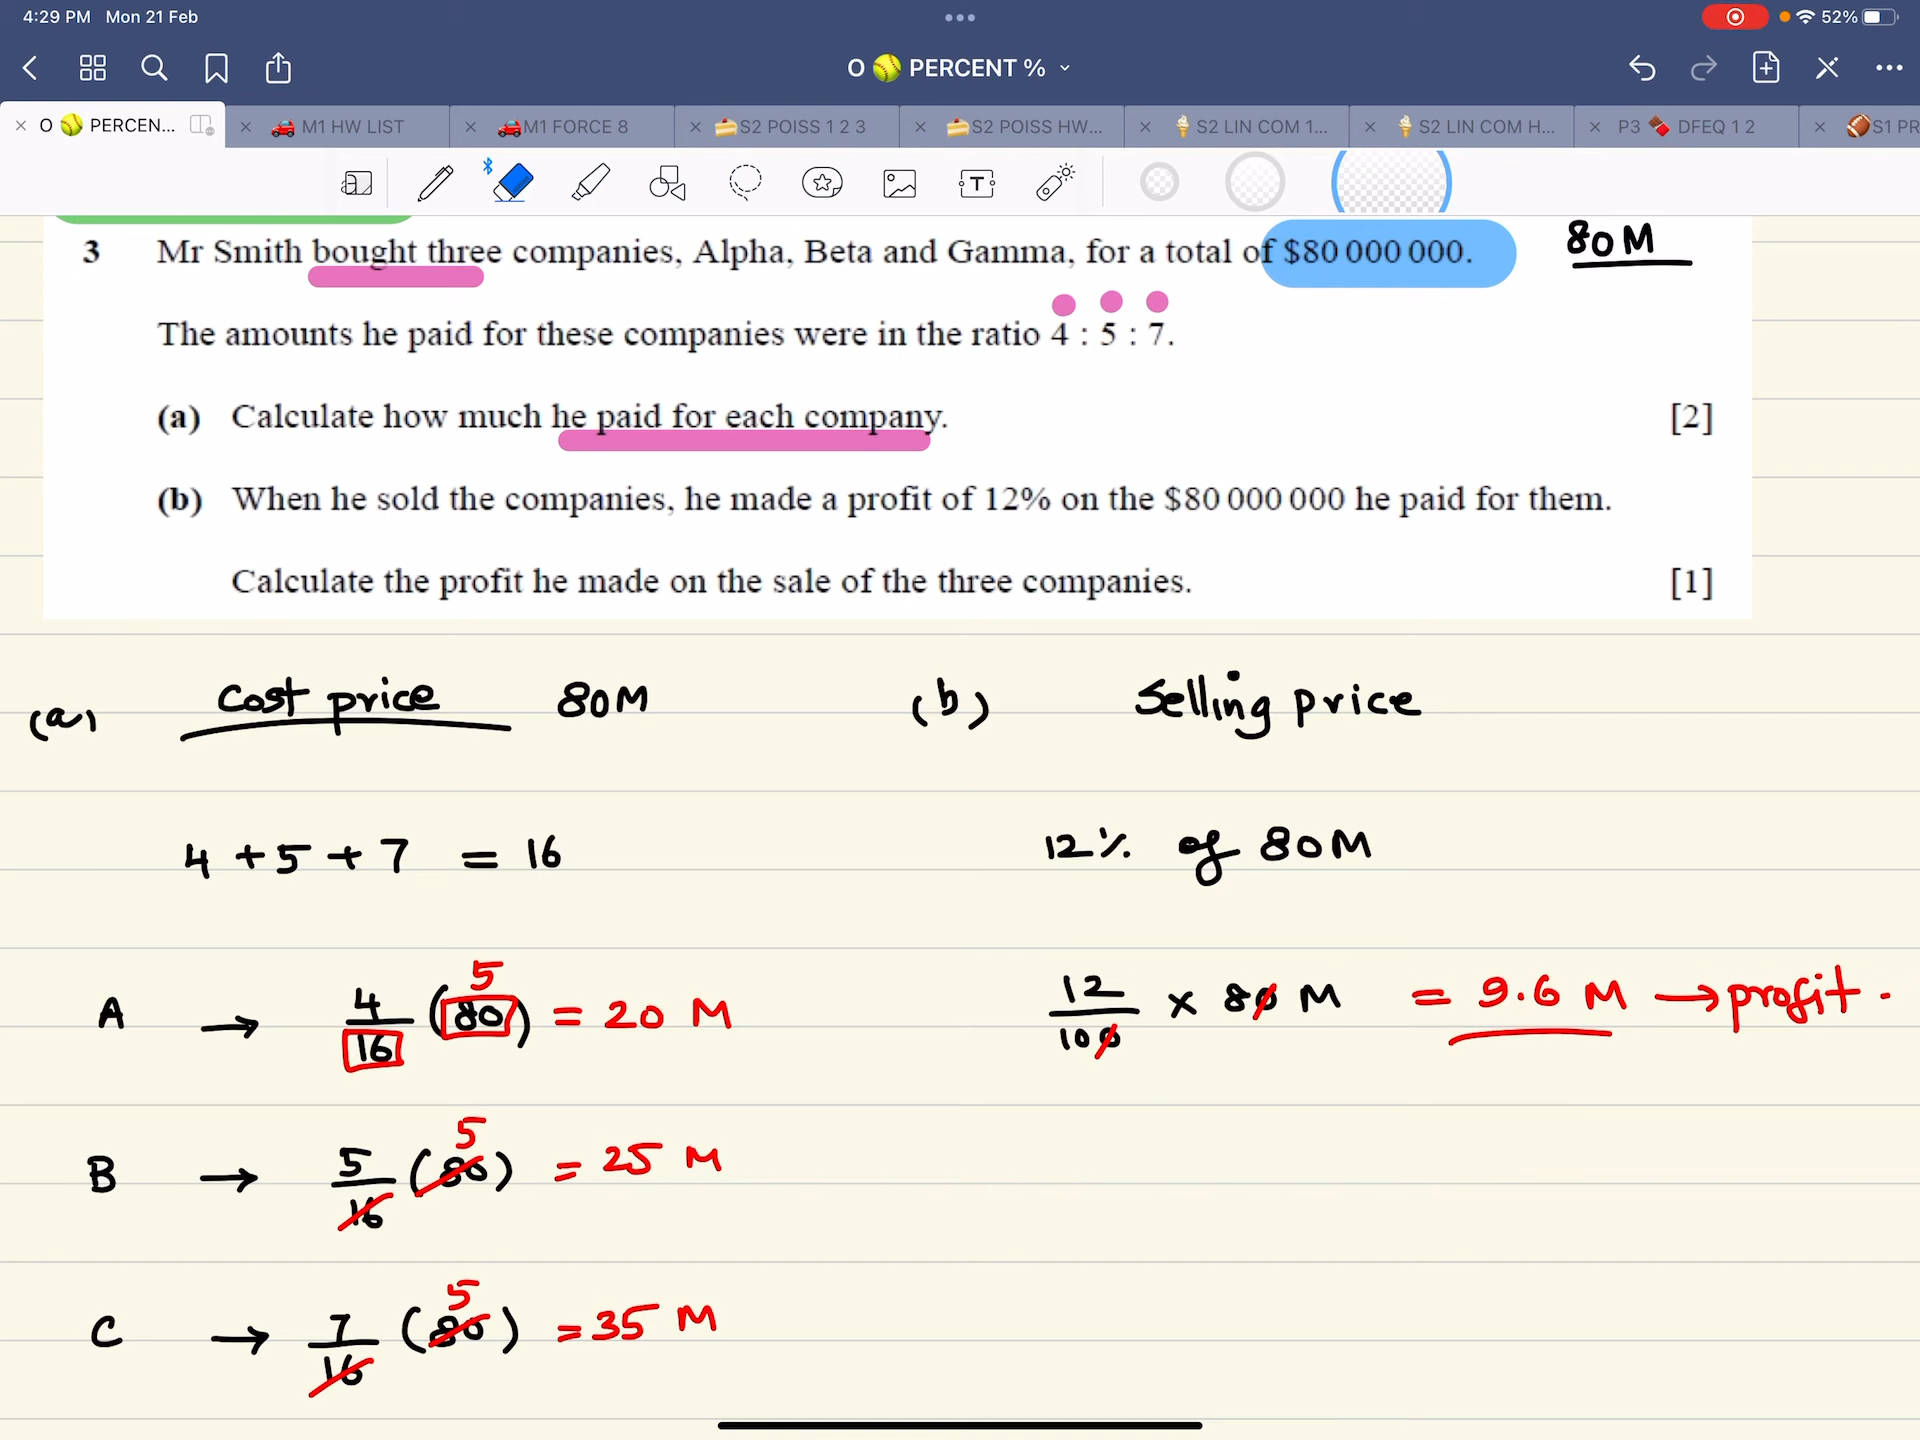 4:29 PM Mon 21 Feb
52%
O PERCENT %
O PERCEN...
M1 HW LIST
M1 FORCE 8
S2 POISS 1 2 3
S2 POISS HW...
S2 LIN COM 1...
S2 LIN COM H...
P3 DFEQ 1 2
S1 PR
3 Mr Smith bought three companies, Alpha, Beta and Gamma, for a total of $80 000 000. 80M
The amounts he paid for these companies were in the ratio 4 : 5 : 7.
(a) Calculate how much he paid for each company. [2]
(b) When he sold the companies, he made a profit of 12% on the $80 000 000 he paid for them.
Calculate the profit he made on the sale of the three companies. [1]
(a) Cost price 80M
4 + 5 + 7 = 16
A → 4/16 (80) 5 = 20 M
B → 5/16 (80) 5 = 25 M
C → 7/16 (80) 5 = 35 M
(b) Selling price
12% of 80M
12/100 x 80 M = 9.6 M → profit.